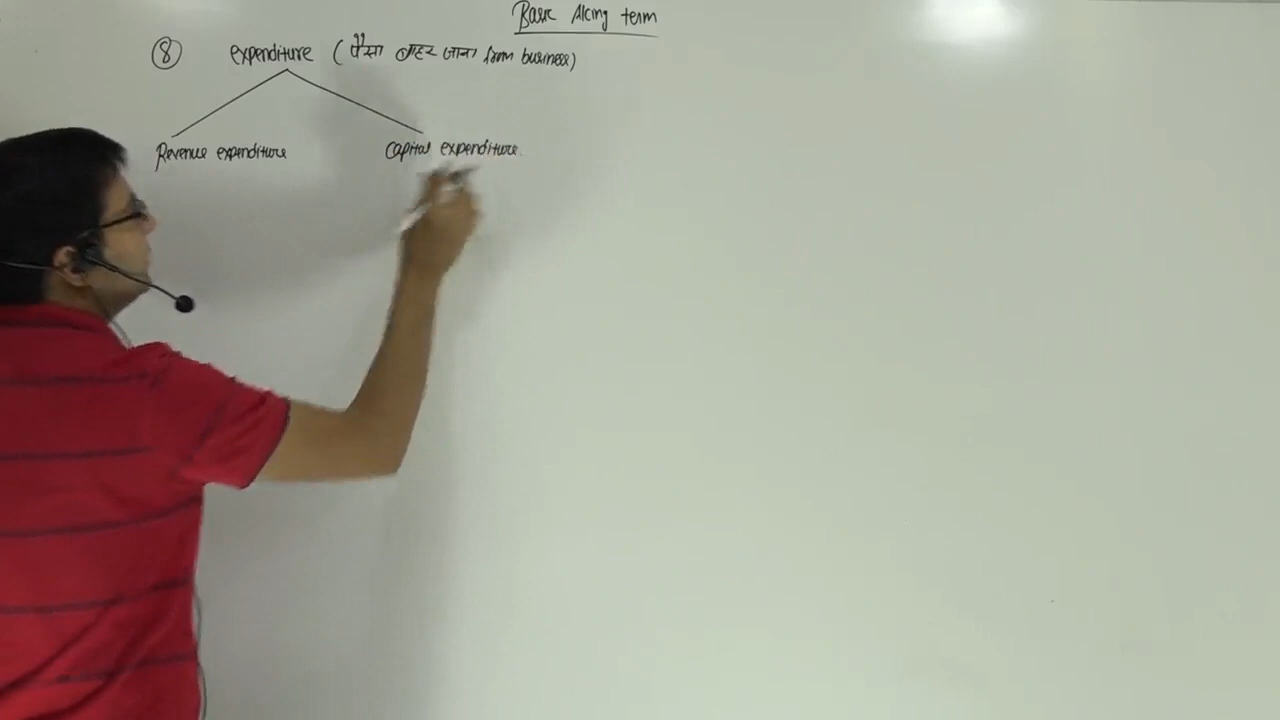 Basic A/cing term
⑧ expenditure ( पैसा बाहर जाना from business)
Revenue expenditure Capital expenditure.